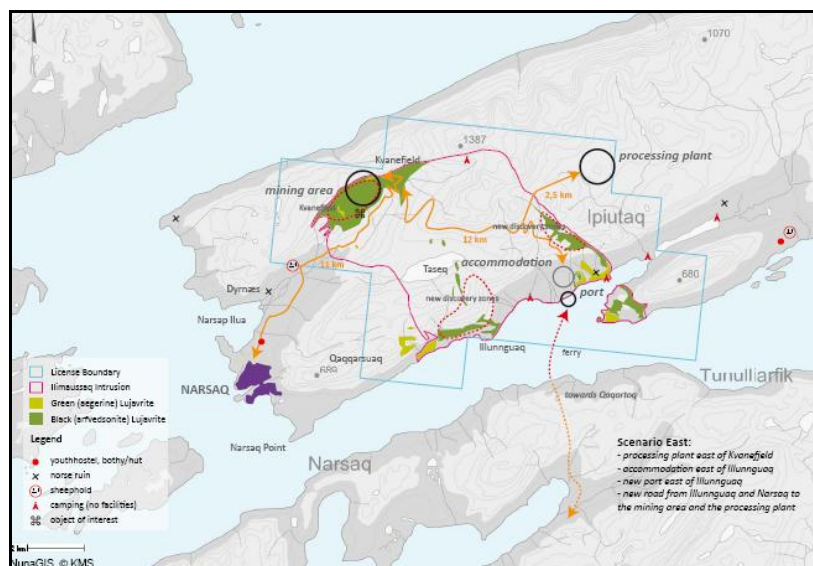 1070
1387
Kvanefield
processing plant
mining area
Kvanefield
2,5 km
Ipiutaq
new discovery zones
12 km
11 km
Taseq
accommodation
680
Dyrnæs
port
new discovery zones
Narsap Ilua
Illunnguaq
ferry
Qaqqarsuaq
689
Tunulliarfik
NARSAQ
towards Qaqortoq
Narsaq Point
Narsaq
License Boundary
Ilimaussaq Intrusion
Green (aegerine) Lujavrite
Black (arfvedsonite) Lujavrite
Legend
youthhostel, bothy/hut
norse ruin
sheephold
camping (no facilities)
object of interest
Scenario East:
- processing plant east of Kvanefjeld
- accommodation east of Illunnguaq
- new port east of Illunnguaq
- new road from Illunnguaq and Narsaq to
the mining area and the processing plant
NunaGIS, © KMS